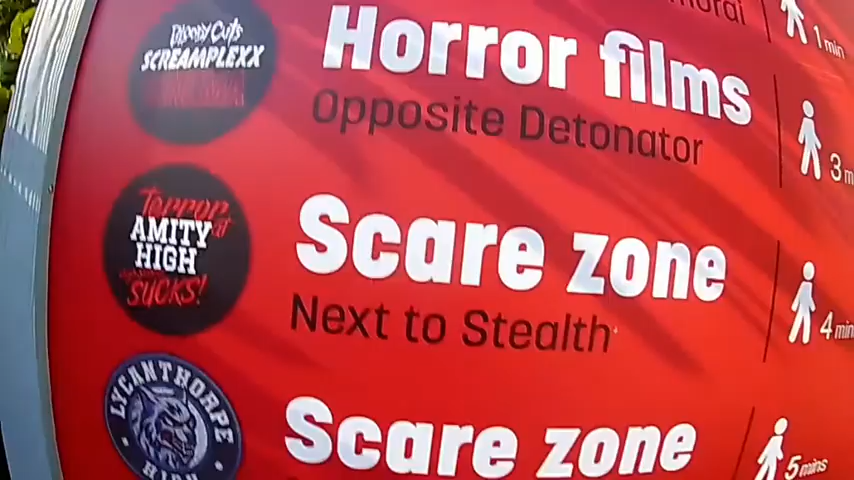 1 min
Bloody Cuts
SCREAMPLEXX
Horror films
Opposite Detonator
3 m
Terror at
AMITY
HIGH
SUCKS!
Scare zone
Next to Stealth
4 min
LYCANTHORPE
HIGH
Scare zone
5 mins